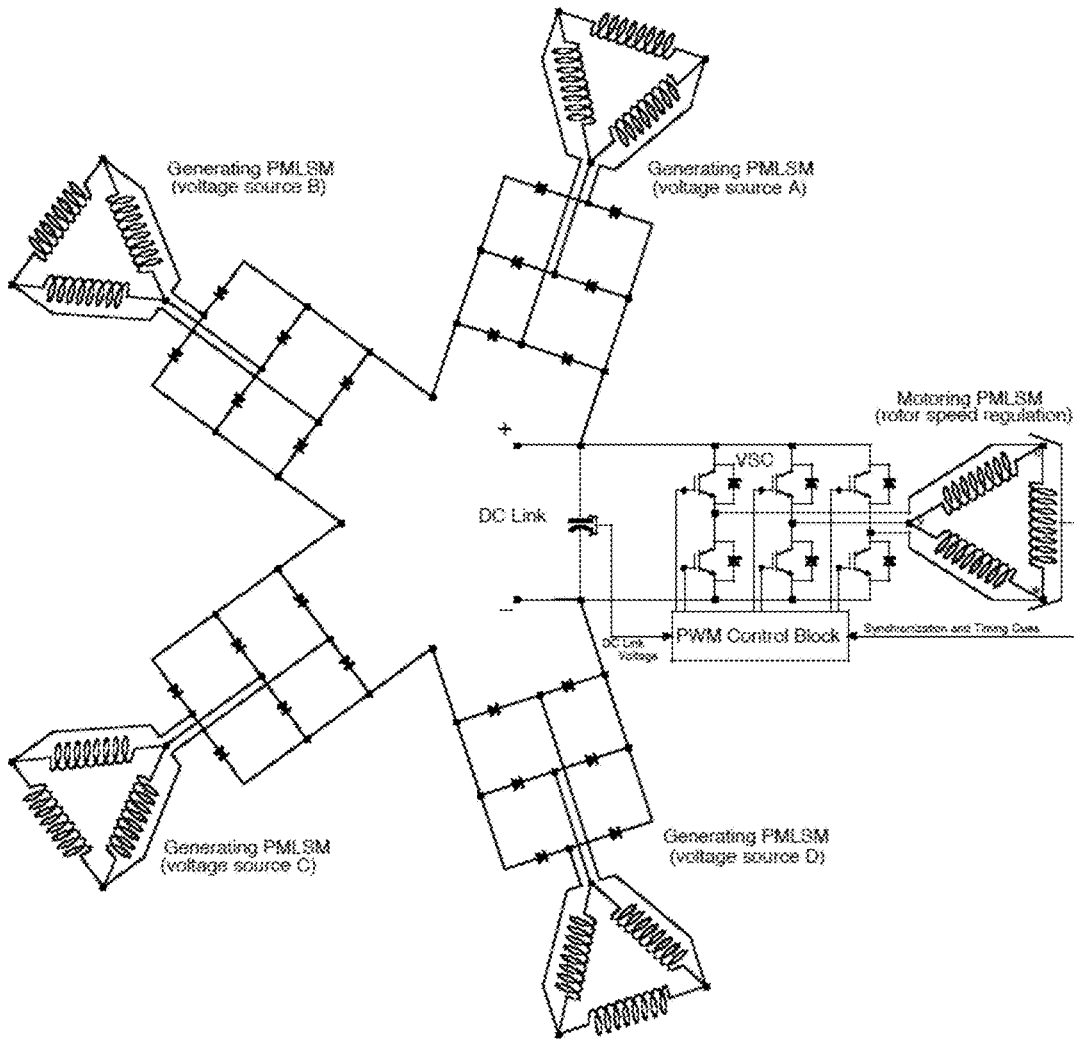 Generating PMLSM
(voltage source B)
Generating PMLSM
(voltage source A)
Motoring PMLSM
(rotor speed regulation)
+
VSC
DC Link
–
DC Link
Voltage
PWM Control Block
Synchronization and Timing Cues
Generating PMLSM
(voltage source C)
Generating PMLSM
(voltage source D)